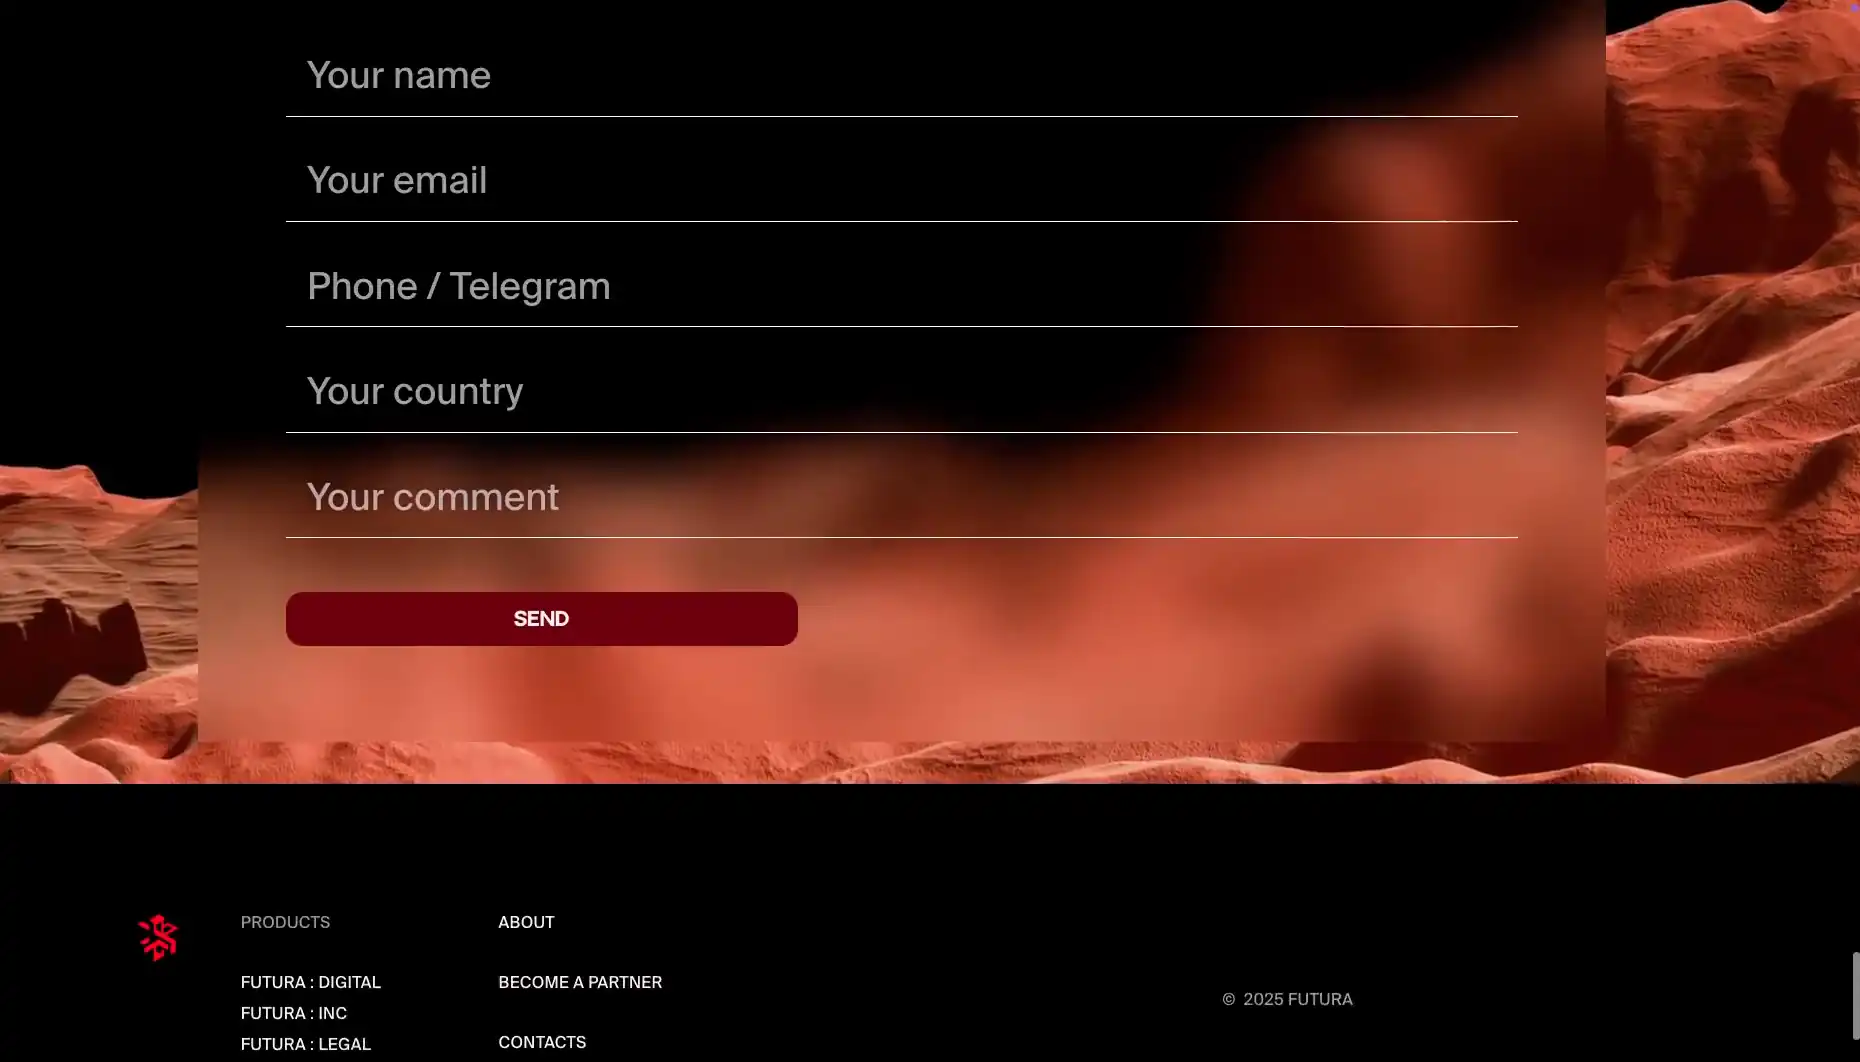 Your name
Your email
Phone / Telegram
Your country
Your comment
SEND
PRODUCTS
FUTURA : DIGITAL
FUTURA : INC
FUTURA : LEGAL
ABOUT
BECOME A PARTNER
CONTACTS
© 2025 FUTURA